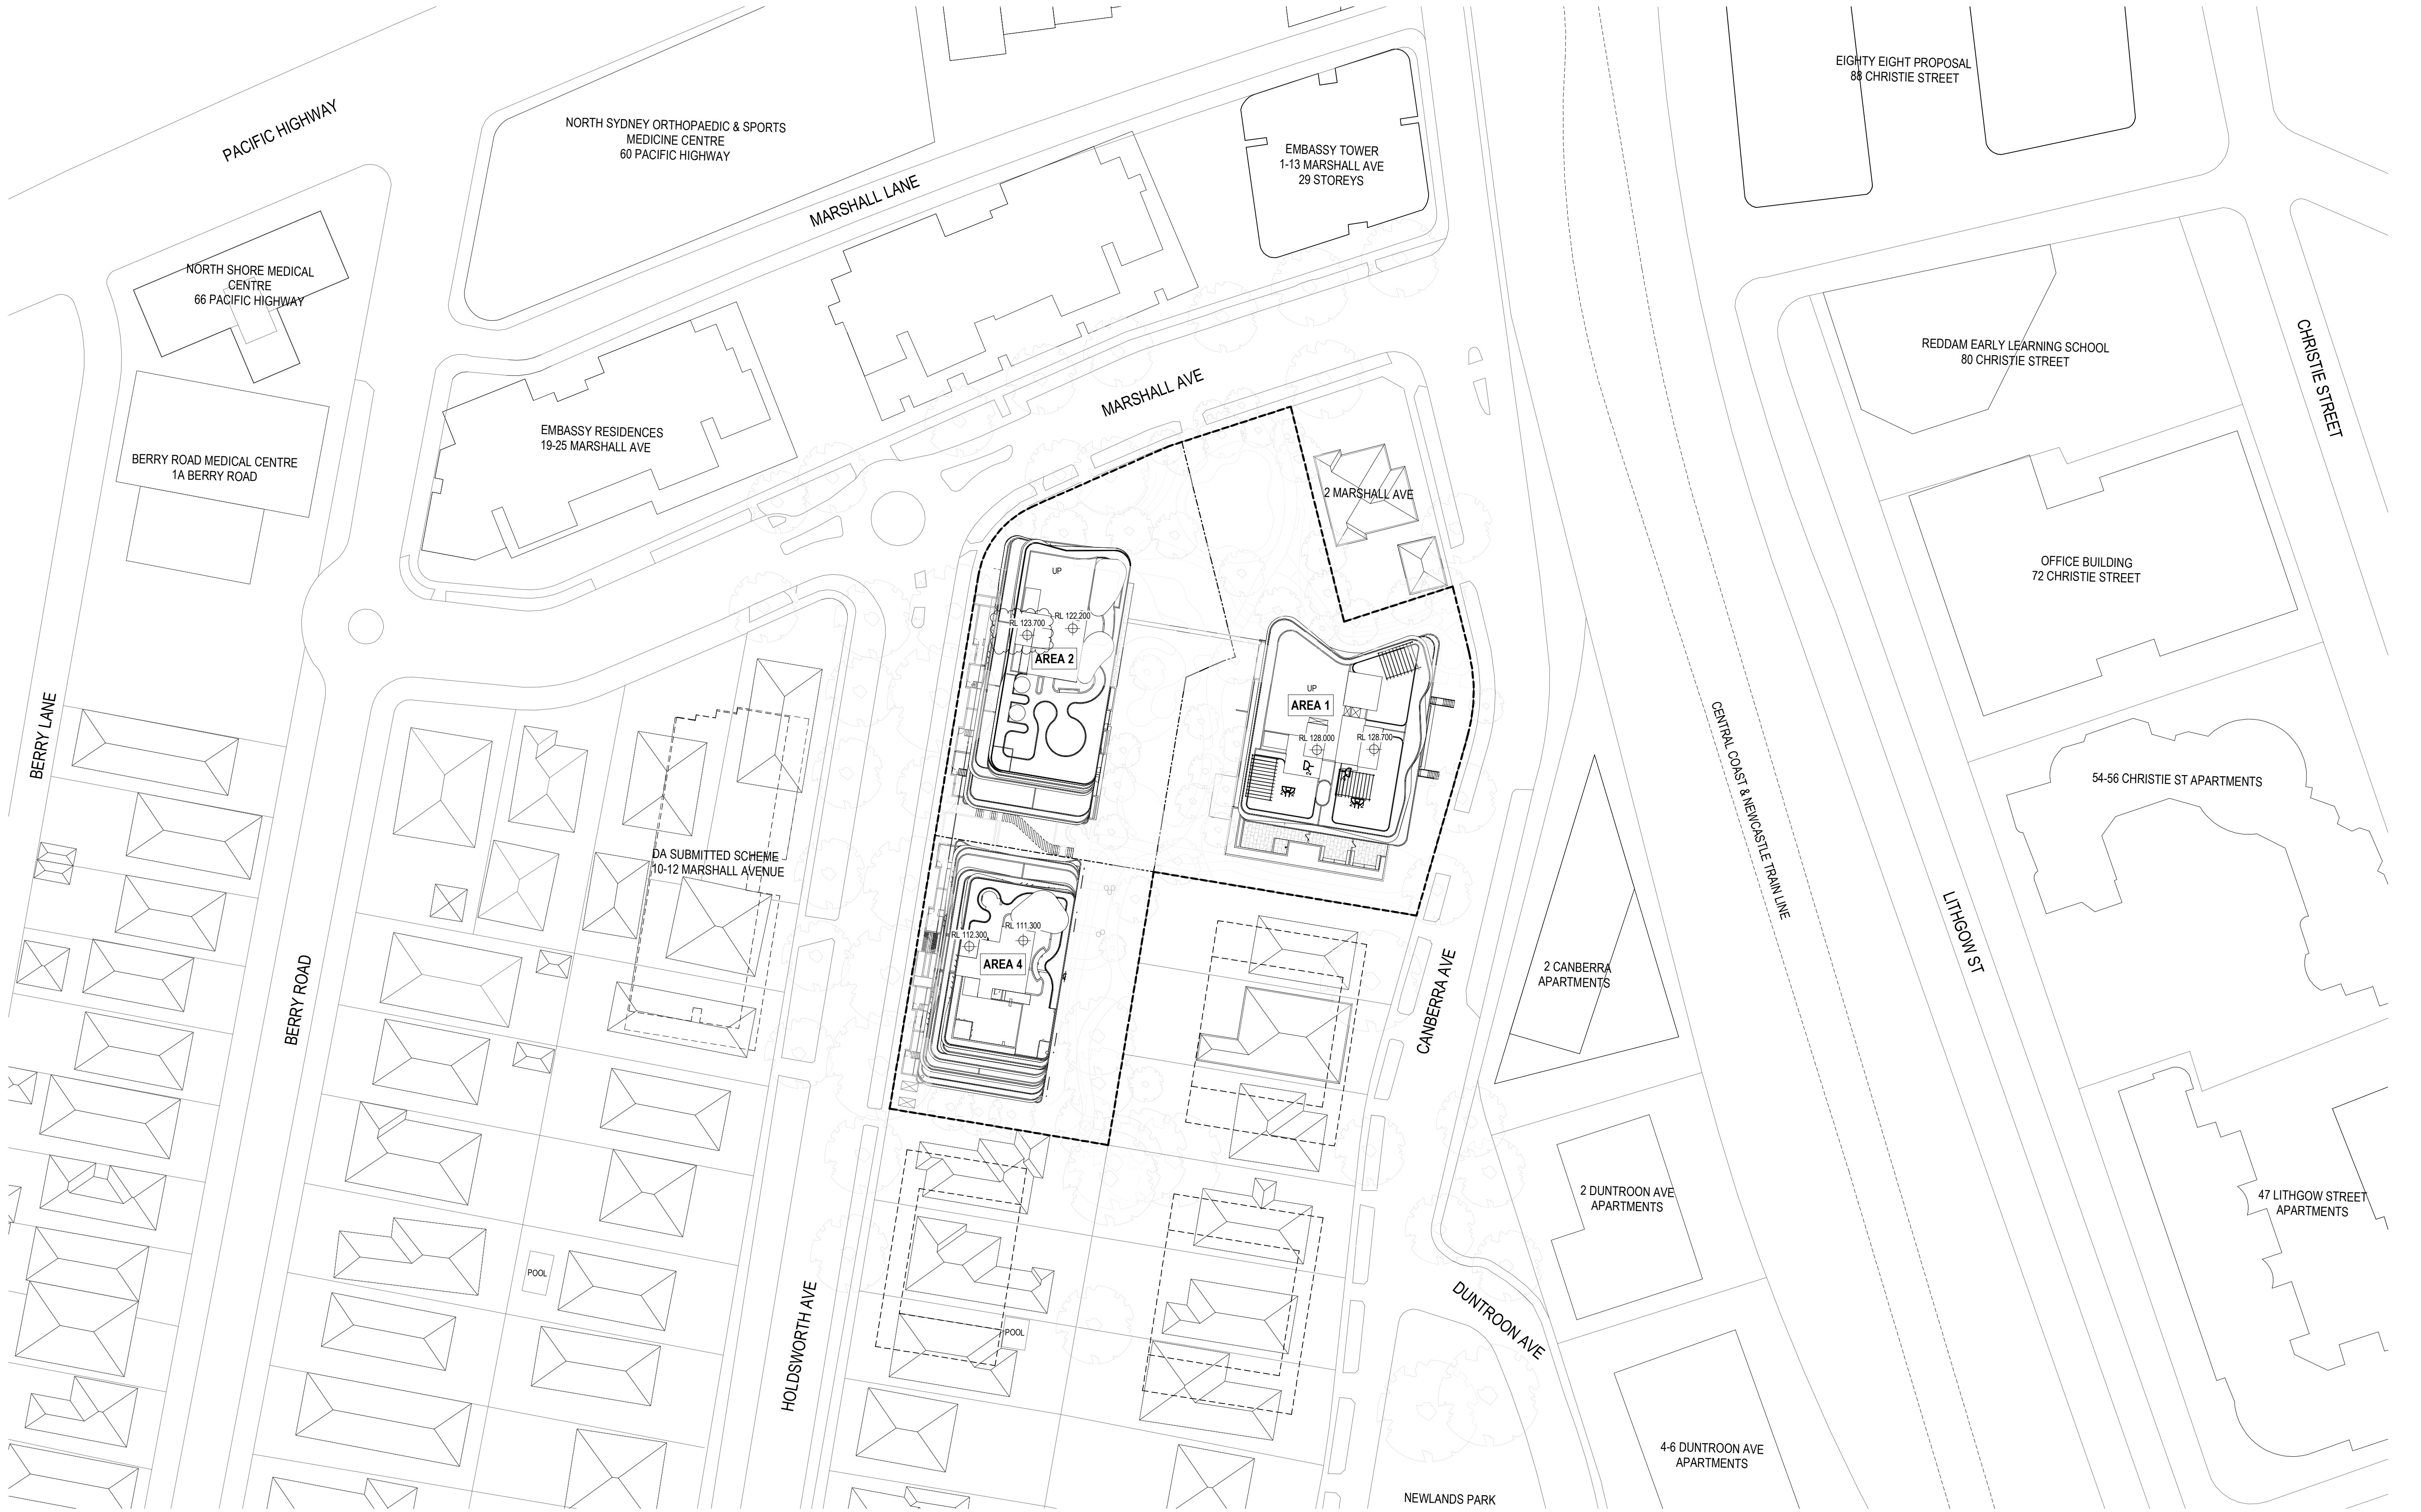 PACIFIC HIGHWAY
NORTH SYDNEY ORTHOPAEDIC & SPORTS
MEDICINE CENTRE
60 PACIFIC HIGHWAY
EIGHTY EIGHT PROPOSAL
88 CHRISTIE STREET
EMBASSY TOWER
1-13 MARSHALL AVE
29 STOREYS
MARSHALL LANE
NORTH SHORE MEDICAL
CENTRE
66 PACIFIC HIGHWAY
REDDAM EARLY LEARNING SCHOOL
80 CHRISTIE STREET
CHRISTIE STREET
MARSHALL AVE
EMBASSY RESIDENCES
19-25 MARSHALL AVE
BERRY ROAD MEDICAL CENTRE
1A BERRY ROAD
2 MARSHALL AVE
OFFICE BUILDING
72 CHRISTIE STREET
UP
RL 122.200
RL 123.700
AREA 2
UP
AREA 1
RL 128.000
RL 128.700
BERRY LANE
CENTRAL COAST & NEWCASTLE TRAIN LINE
54-56 CHRISTIE ST APARTMENTS
DA SUBMITTED SCHEME
10-12 MARSHALL AVENUE
RL 111.300
RL 112.300
AREA 4
LITHGOW ST
2 CANBERRA
APARTMENTS
CANBERRA AVE
BERRY ROAD
2 DUNTROON AVE
APARTMENTS
47 LITHGOW STREET
APARTMENTS
POOL
POOL
HOLDSWORTH AVE
DUNTROON AVE
4-6 DUNTROON AVE
APARTMENTS
NEWLANDS PARK